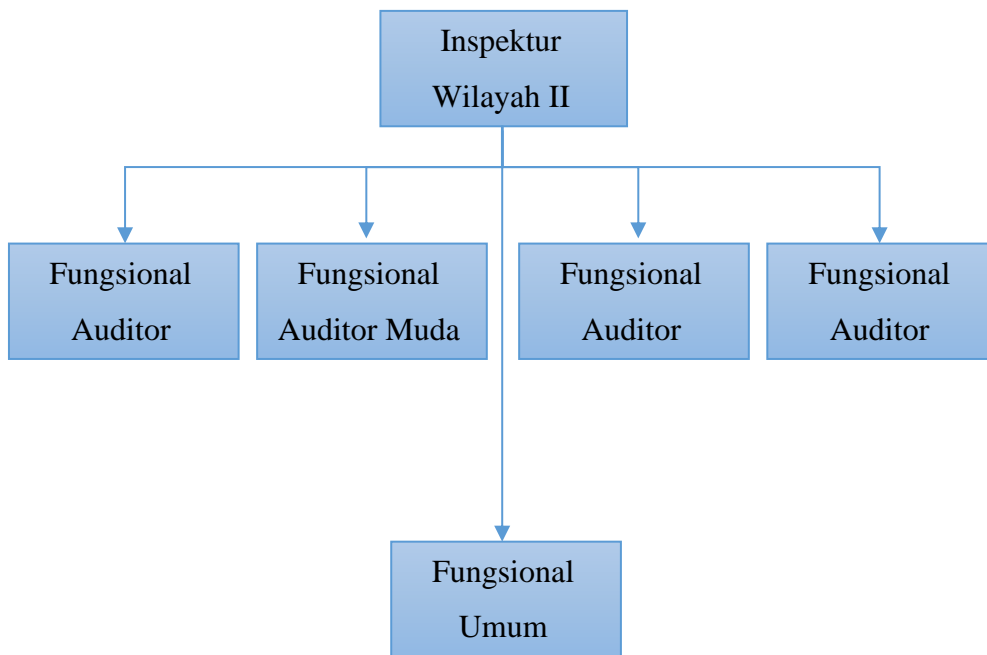 Inspektur
Wilayah II
Fungsional
Auditor
Fungsional
Auditor Muda
Fungsional
Auditor
Fungsional
Auditor
Fungsional
Umum